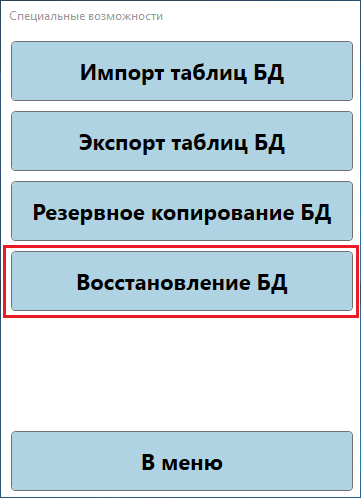 Специальные возможности
Импорт таблиц БД
Экспорт таблиц БД
Резервное копирование БД
Восстановление БД
В меню